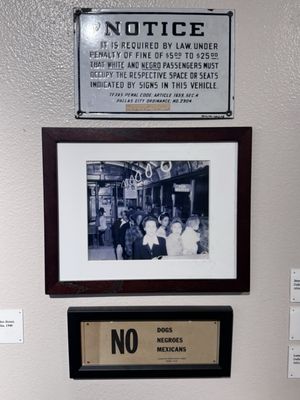 NOTICE
IT IS REQUIRED BY LAW, UNDER
PENALTY OF FINE OF $5.00 TO $25.00
THAT WHITE AND NEGRO PASSENGERS MUST
OCCUPY THE RESPECTIVE SPACE OR SEATS
INDICATED BY SIGNS IN THIS VEHICLE
TEXAS PENAL CODE, ARTICLE 1659, SEC 4
DALLAS CITY ORDINANCE, NO. 2904
NO
DOGS
NEGROES
MEXICANS